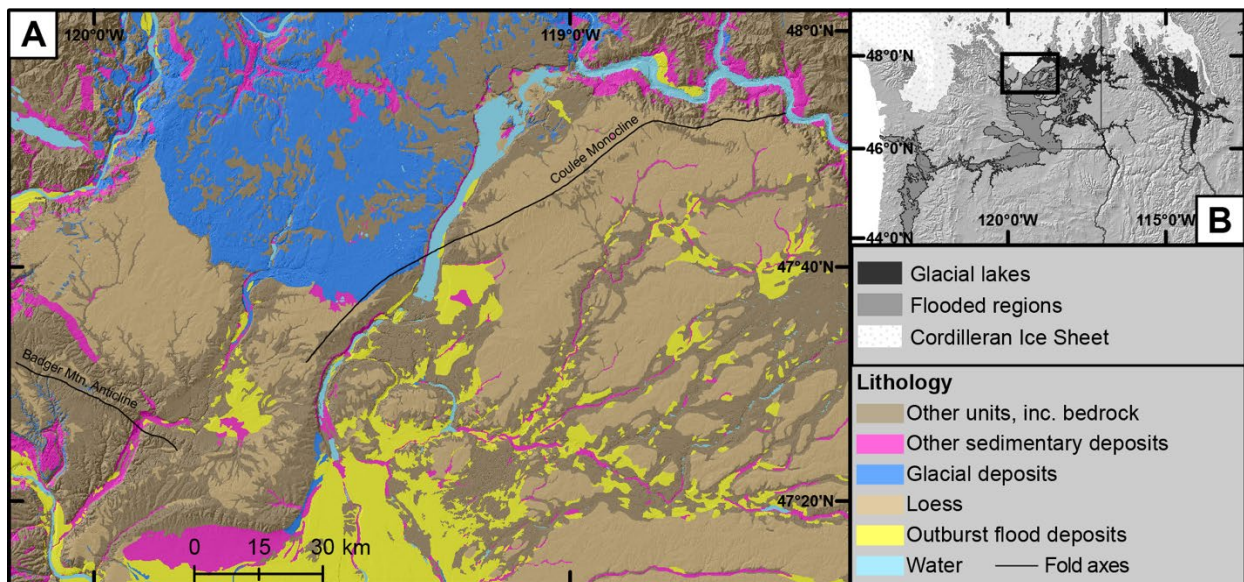 A
120°0'W
119°0'W
48°0'N
Coulee Monocline
47°40'N
Badger Mtn. Anticline
47°20'N
0 15 30 km
48°0'N
46°0'N
120°0'W
115°0'W
44°0'N
B
Glacial lakes
Flooded regions
Cordilleran Ice Sheet
Lithology
Other units, inc. bedrock
Other sedimentary deposits
Glacial deposits
Loess
Outburst flood deposits
Water
Fold axes